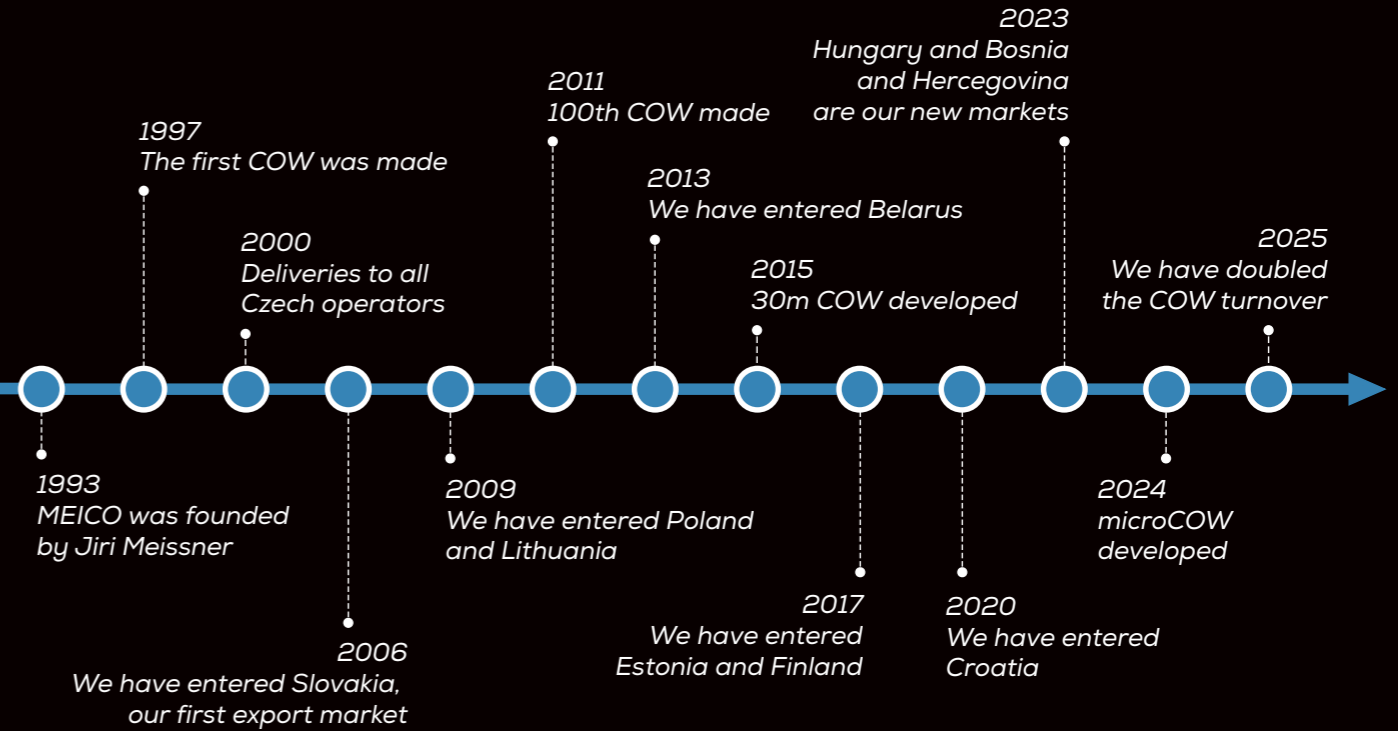 1993
MEICO was founded
by Jiri Meissner
1997
The first COW was made
2000
Deliveries to all
Czech operators
2006
We have entered Slovakia,
our first export market
2009
We have entered Poland
and Lithuania
2011
100th COW made
2013
We have entered Belarus
2015
30m COW developed
2017
We have entered
Estonia and Finland
2020
We have entered
Croatia
2023
Hungary and Bosnia
and Hercegovina
are our new markets
2024
microCOW
developed
2025
We have doubled
the COW turnover